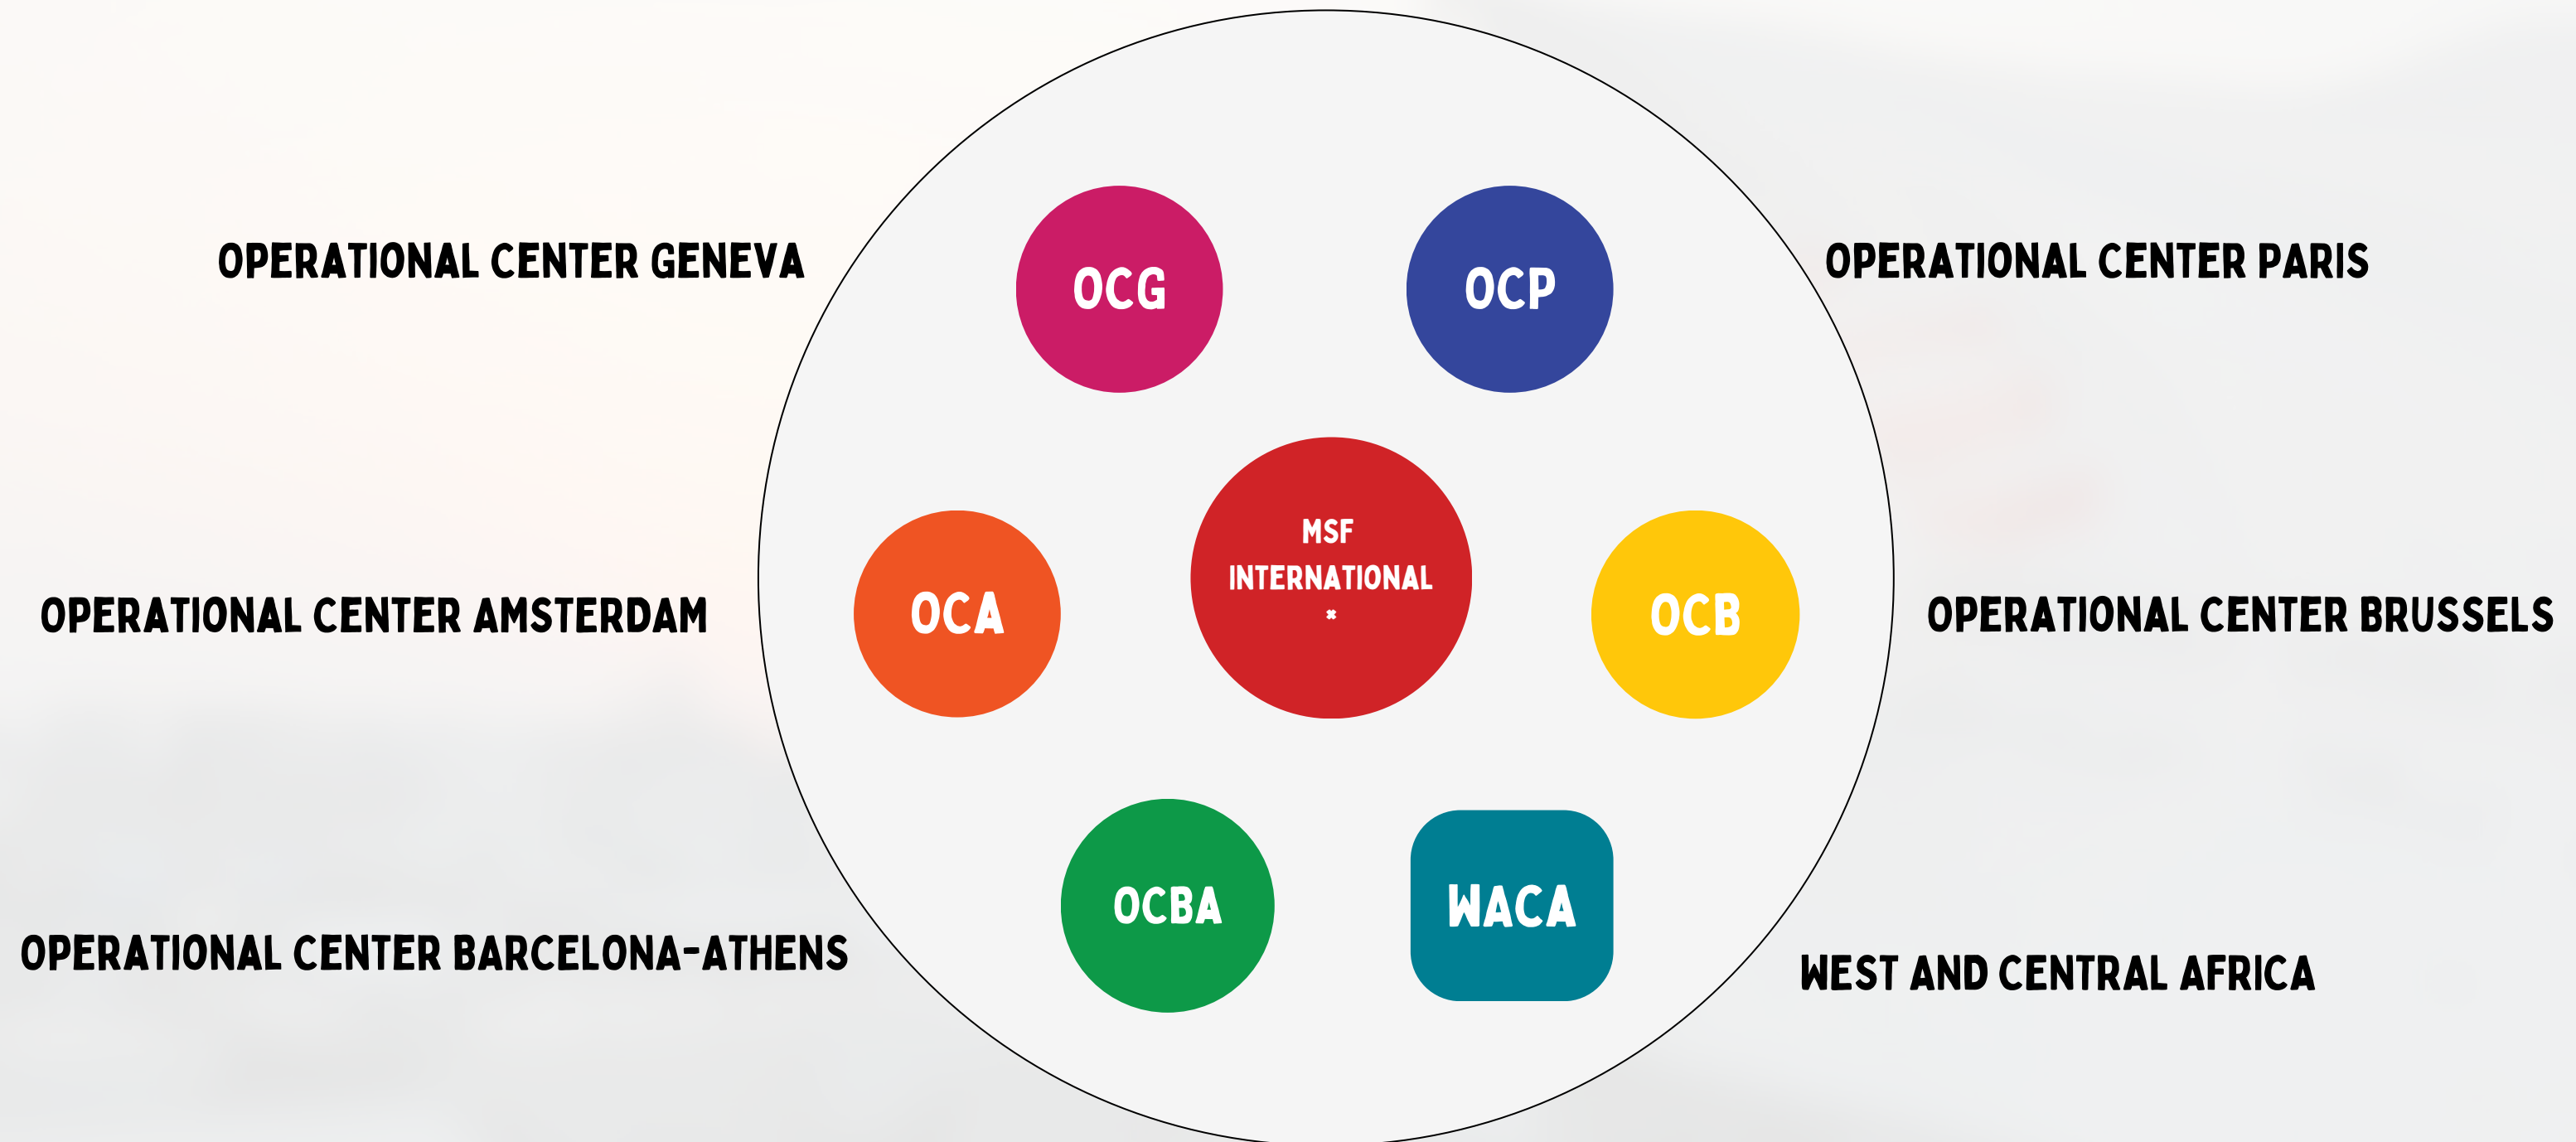 OPERATIONAL CENTER GENEVA
OCG
OCP
OPERATIONAL CENTER PARIS
MSF
INTERNATIONAL
*
OPERATIONAL CENTER AMSTERDAM
OCA
OCB
OPERATIONAL CENTER BRUSSELS
OPERATIONAL CENTER BARCELONA-ATHENS
OCBA
WACA
WEST AND CENTRAL AFRICA